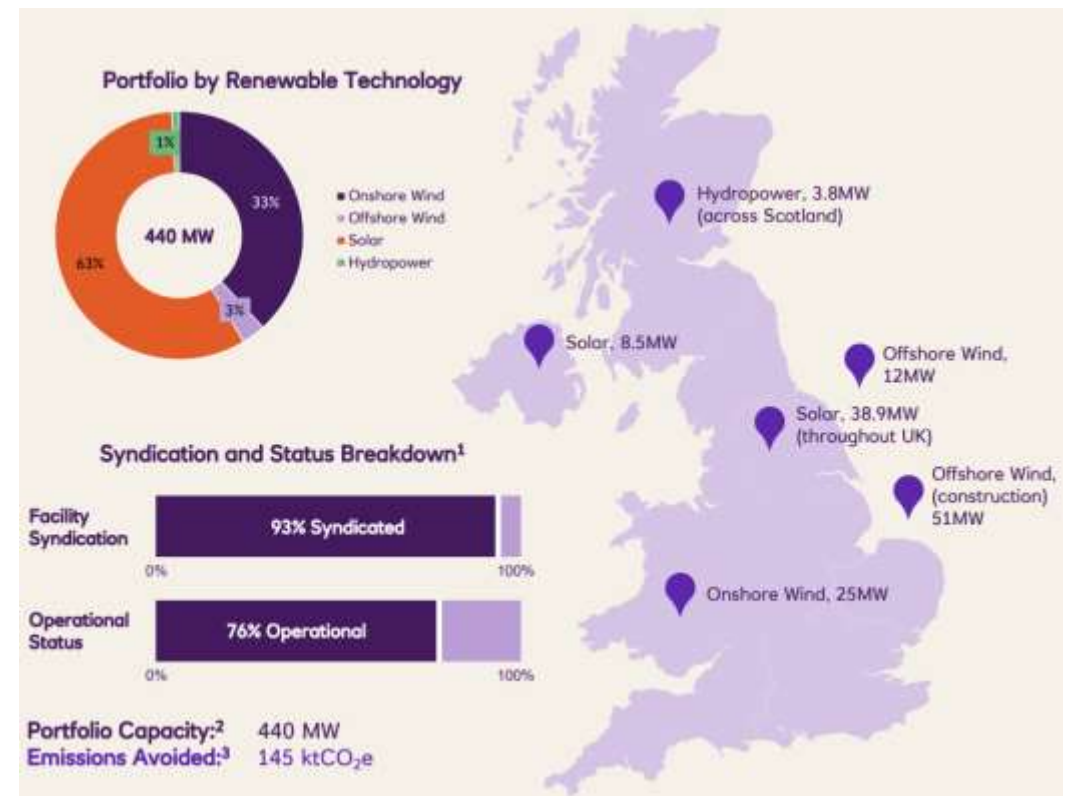 Portfolio by Renewable Technology
1%
33%
440 MW
63%
3%
Onshore Wind
Offshore Wind
Solar
Hydropower
Hydropower, 3.8MW
(across Scotland)
Solar, 8.5MW
Offshore Wind,
12MW
Solar, 38.9MW
(throughout UK)
Offshore Wind,
(construction)
51MW
Onshore Wind, 25MW
Syndication and Status Breakdown¹
Facility
Syndication
93% Syndicated
0%
100%
Operational
Status
76% Operational
0%
100%
Portfolio Capacity:² 440 MW
Emissions Avoided:³ 145 ktCO₂e